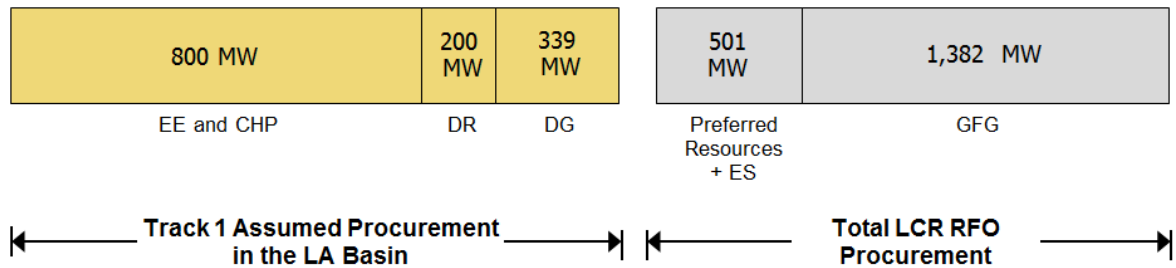 800 MW
200
MW
339
MW
501
MW
1,382 MW
EE and CHP
DR
DG
Preferred
Resources
+ ES
GFG
Track 1 Assumed Procurement
in the LA Basin
Total LCR RFO
Procurement